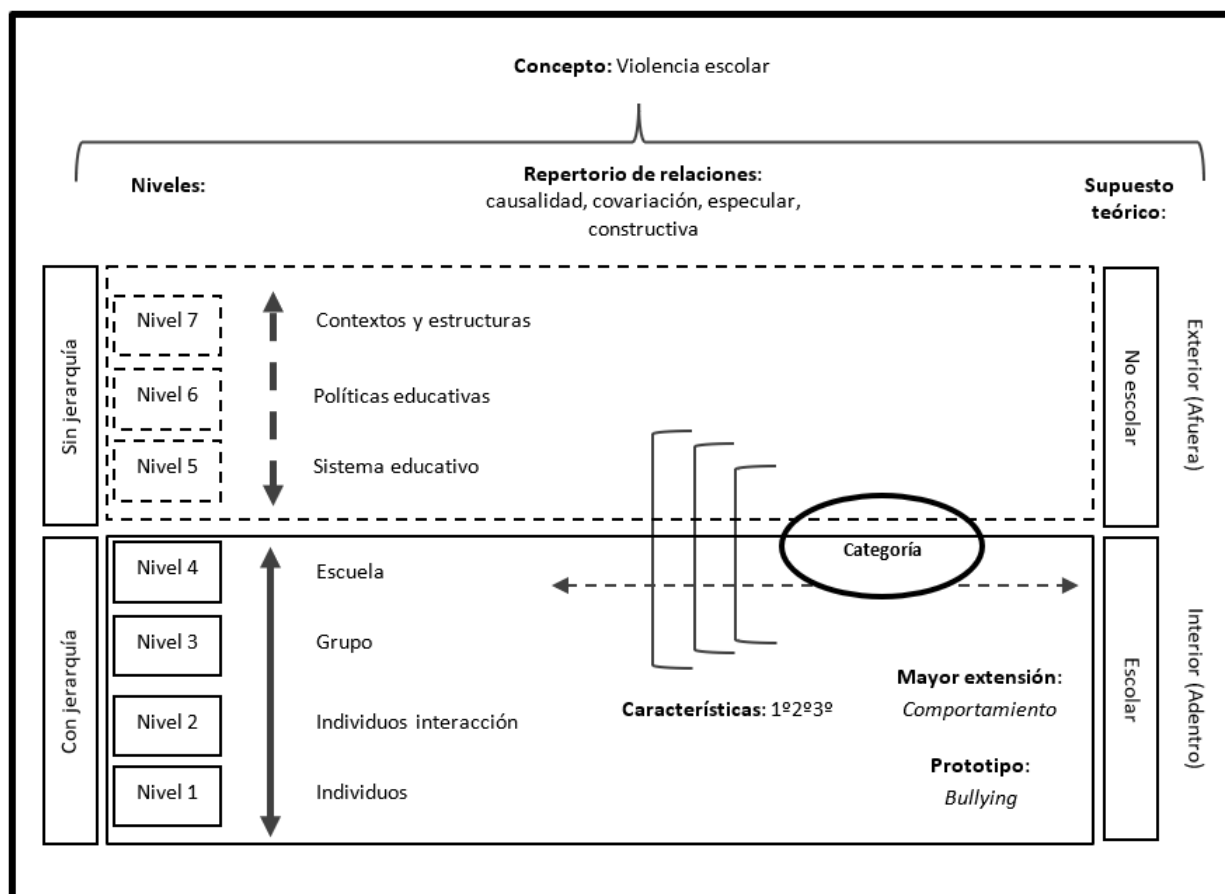 Concepto: Violencia escolar
Niveles:
Repertorio de relaciones:
causalidad, covariación, especular,
constructiva
Supuesto
teórico:
Sin jerarquía
Nivel 7
Contextos y estructuras
Nivel 6
Políticas educativas
Nivel 5
Sistema educativo
No escolar
Exterior (Afuera)
Con jerarquía
Nivel 4
Escuela
Categoría
Nivel 3
Grupo
Nivel 2
Individuos interacción
Nivel 1
Individuos
Características: 1º2º3º
Mayor extensión:
Comportamiento
Prototipo:
Bullying
Escolar
Interior (Adentro)